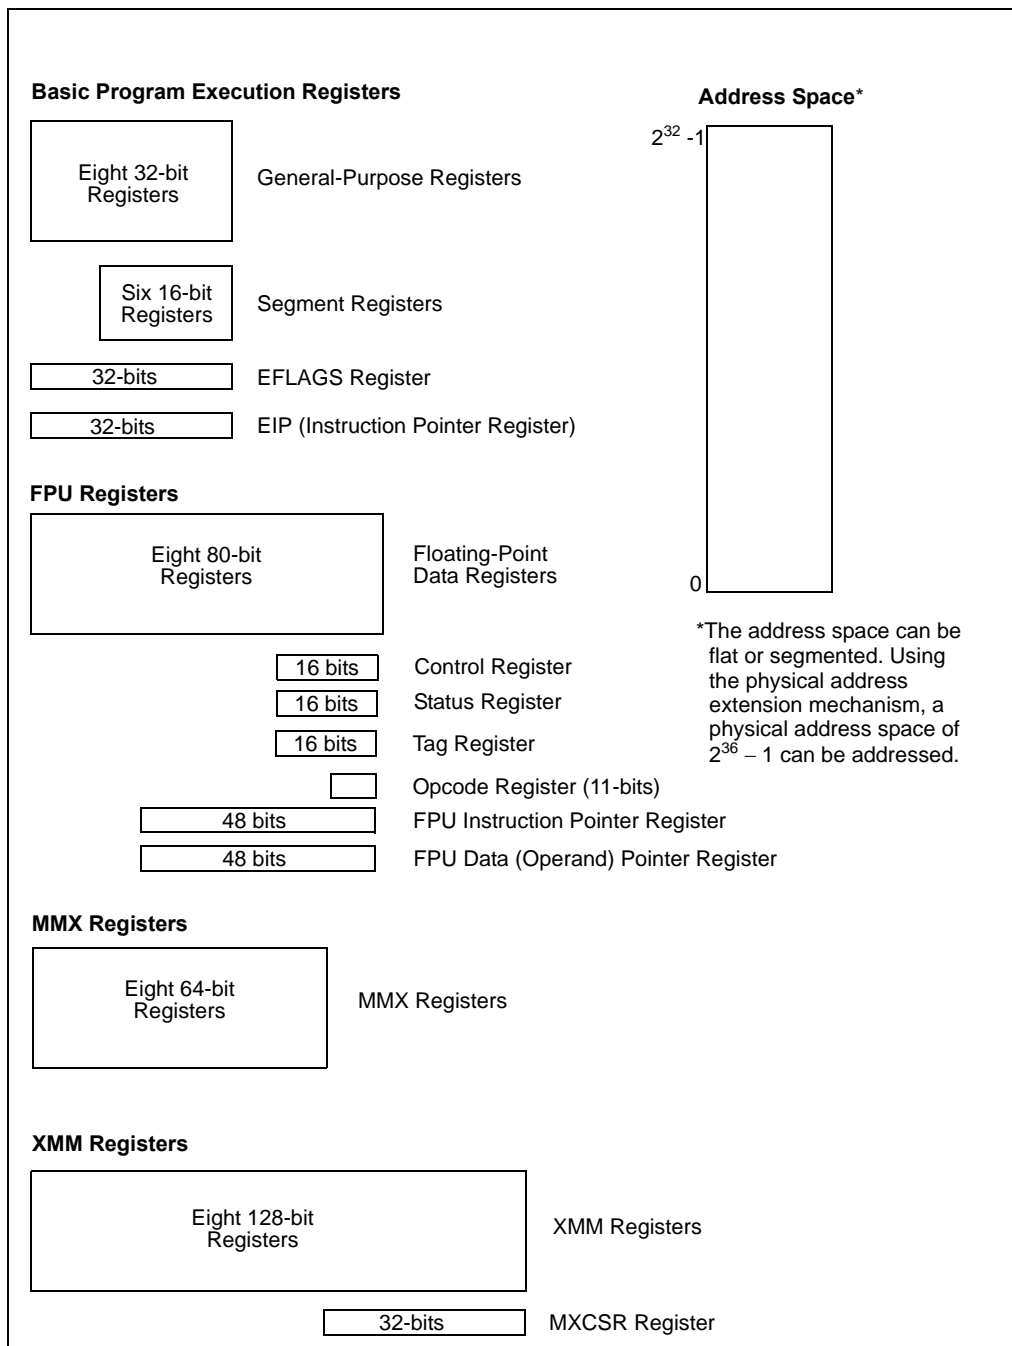 Basic Program Execution Registers
Address Space*
2^32 -1
Eight 32-bit
Registers
General-Purpose Registers
Six 16-bit
Registers
Segment Registers
32-bits
EFLAGS Register
32-bits
EIP (Instruction Pointer Register)
FPU Registers
Eight 80-bit
Registers
Floating-Point
Data Registers
0
*The address space can be
flat or segmented. Using
the physical address
extension mechanism, a
physical address space of
2^36 – 1 can be addressed.
16 bits
Control Register
16 bits
Status Register
16 bits
Tag Register
Opcode Register (11-bits)
48 bits
FPU Instruction Pointer Register
48 bits
FPU Data (Operand) Pointer Register
MMX Registers
Eight 64-bit
Registers
MMX Registers
XMM Registers
Eight 128-bit
Registers
XMM Registers
32-bits
MXCSR Register